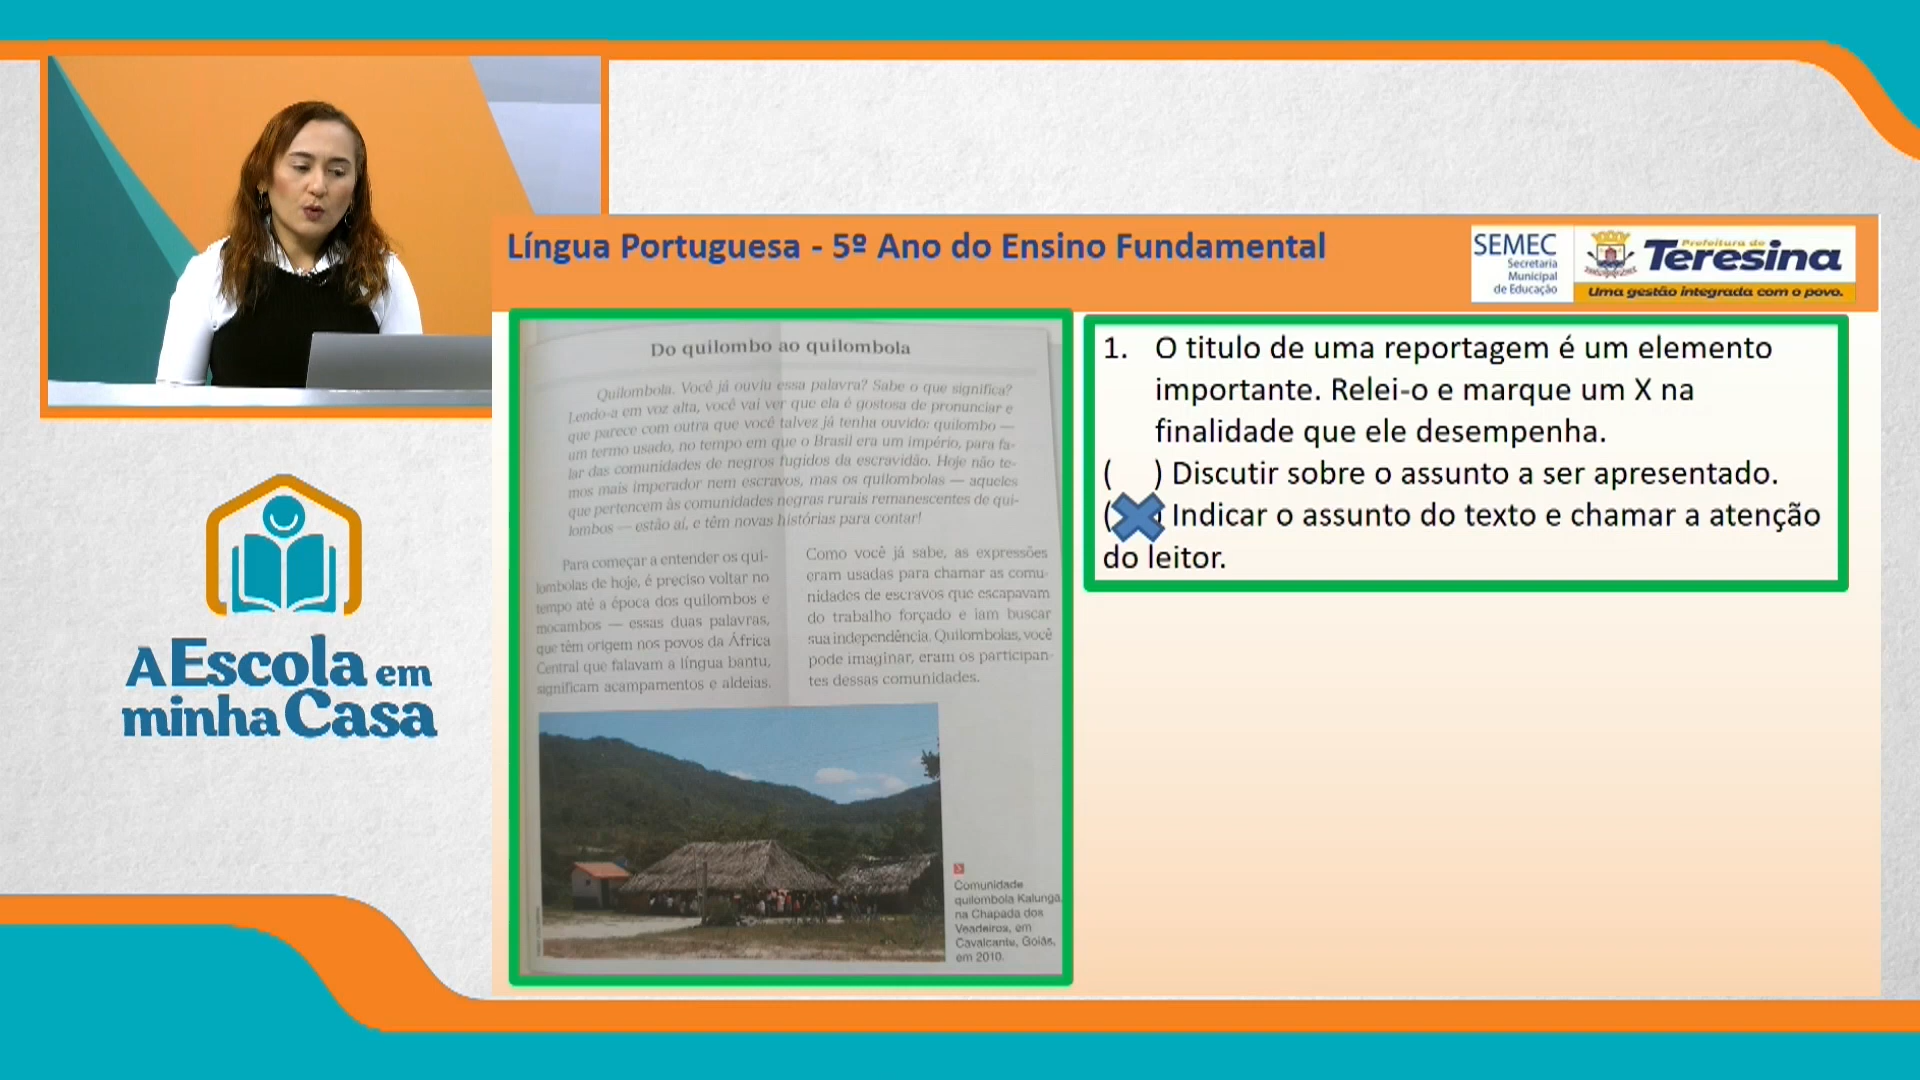 Língua Portuguesa - 5º Ano do Ensino Fundamental
SEMEC
Secretaria
Municipal
de Educação
Prefeitura de
Teresina
Uma gestão integrada com o povo.
Do quilombo ao quilombola
Quilombola. Você já ouviu essa palavra? Sabe o que significa?
Lendo-a em voz alta, você vai ver que ela é gostosa de pronunciar e
que parece com outra que você talvez já tenha ouvido: quilombo —
um termo usado, no tempo em que o Brasil era um império, para fa-
lar das comunidades de negros fugidos da escravidão. Hoje não te-
mos mais imperador nem escravos, mas os quilombolas — aqueles
que pertencem às comunidades negras rurais remanescentes de qui-
lombos — estão aí, e têm novas histórias para contar!
Para começar a entender os qui-
lombolas de hoje, é preciso voltar no
tempo até a época dos quilombos e
mocambos — essas duas palavras,
que têm origem nos povos da África
Central que falavam a língua bantu,
significam acampamentos e aldeias.
Como você já sabe, as expressões
eram usadas para chamar as comu-
nidades de escravos que escapavam
do trabalho forçado e iam buscar
sua independência. Quilombolas, você
pode imaginar, eram os participan-
tes dessas comunidades.
Comunidade
quilombola Kalunga,
na Chapada dos
Veadeiros, em
Cavalcante, Goiás,
em 2010.
1. O titulo de uma reportagem é um elemento
importante. Relei-o e marque um X na
finalidade que ele desempenha.
( ) Discutir sobre o assunto a ser apresentado.
( ) Indicar o assunto do texto e chamar a atenção
do leitor.
A Escola em
minha Casa